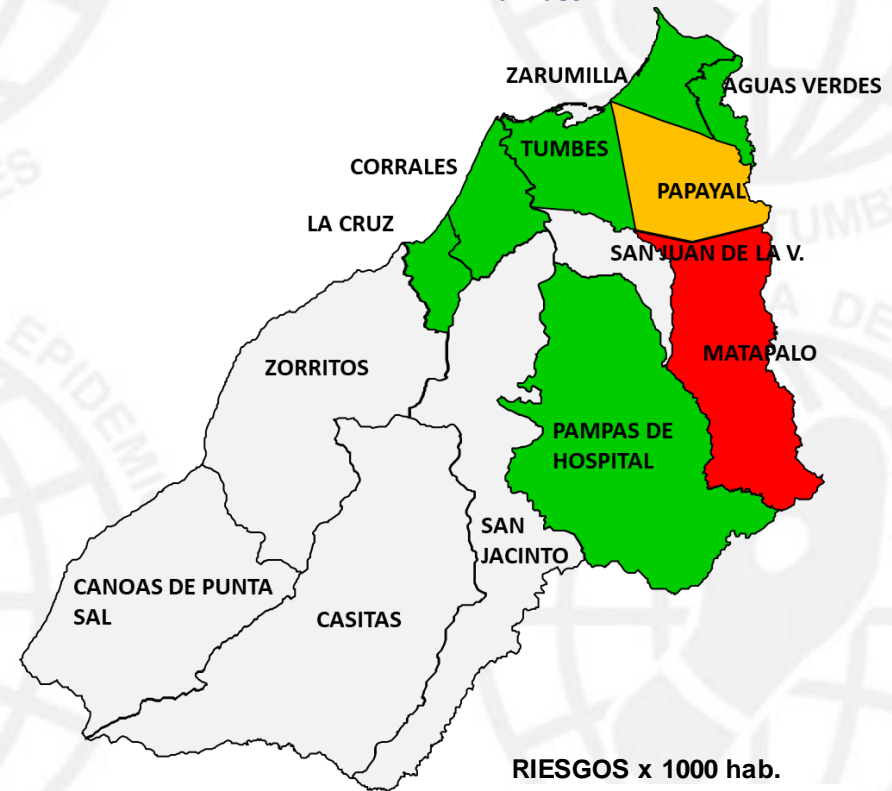 ZARUMILLA
AGUAS VERDES
TUMBES
CORRALES
PAPAYAL
LA CRUZ
SAN JUAN DE LA V.
MATAPALO
ZORRITOS
PAMPAS DE
HOSPITAL
SAN
JACINTO
CANOAS DE PUNTA
SAL
CASITAS
RIESGOS x 1000 hab.